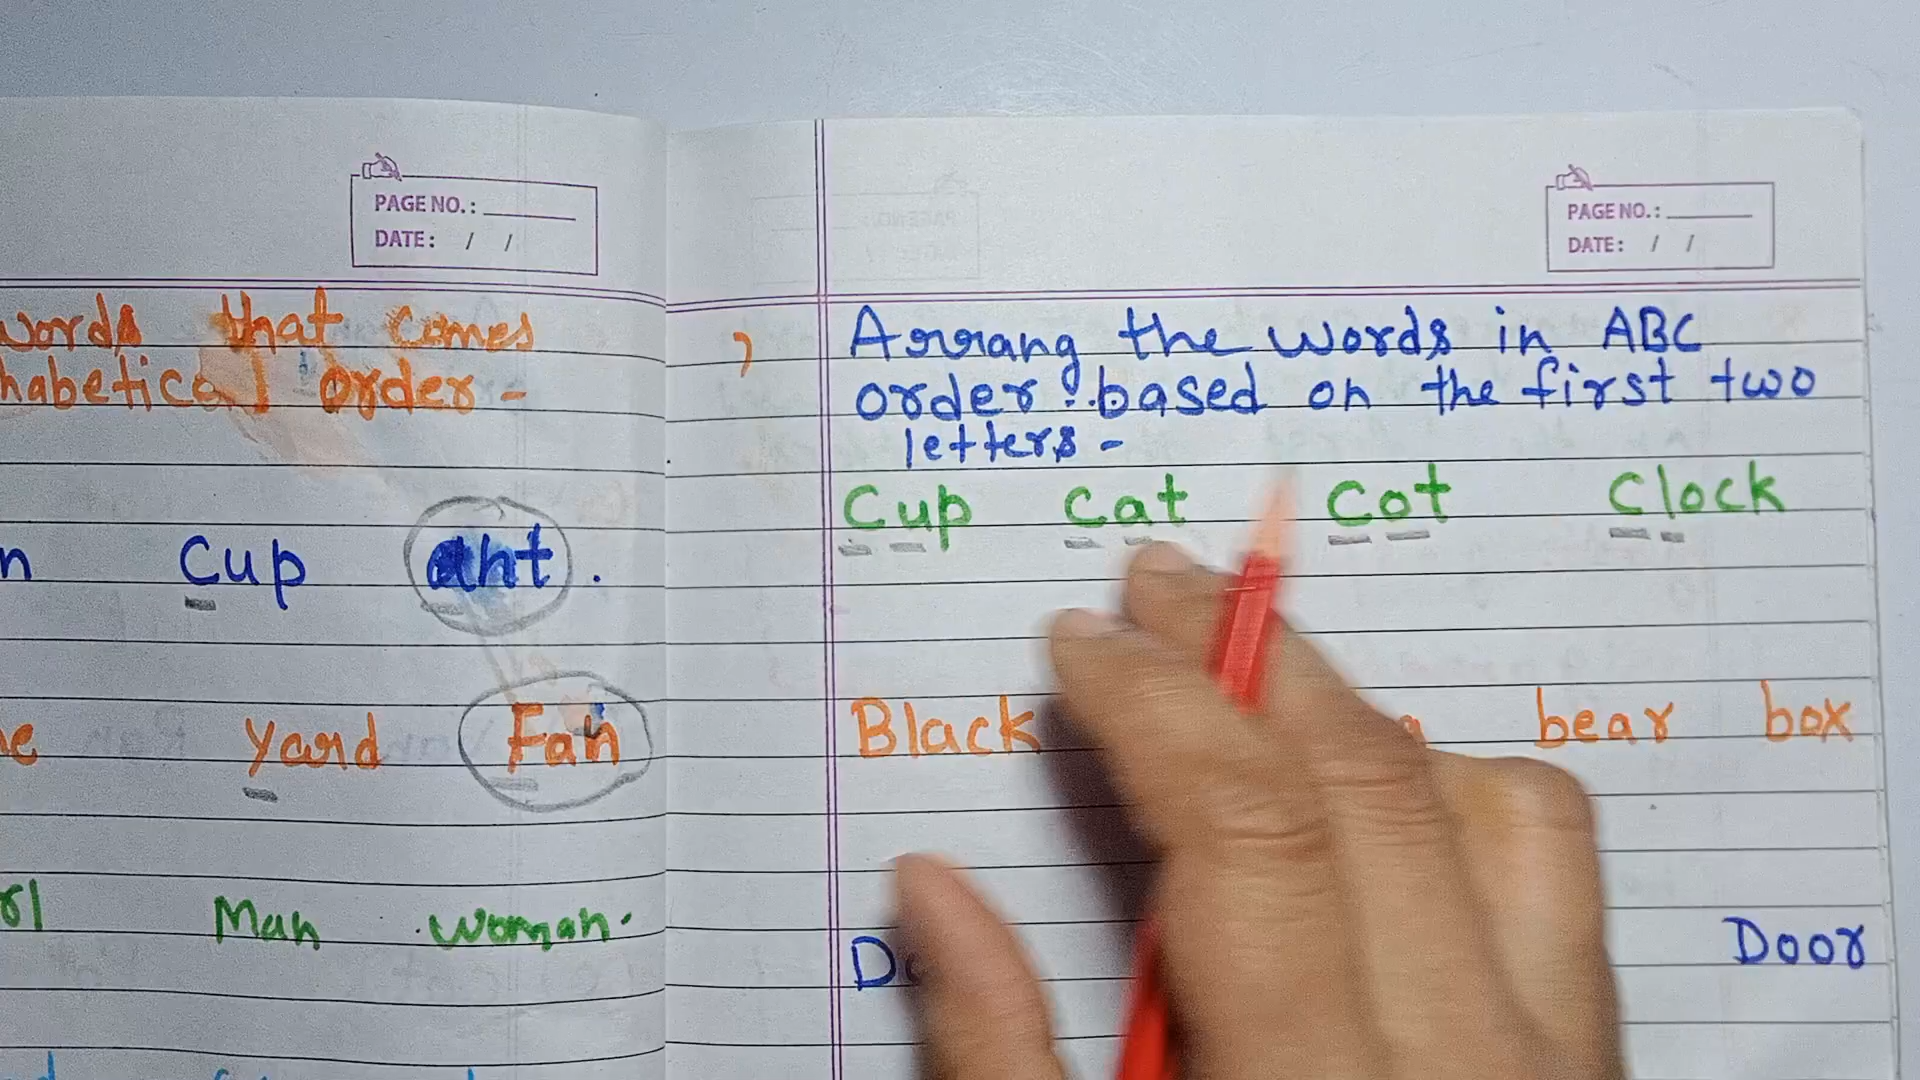 PAGE NO.:
DATE: / /
words that comes
habetical order-
n Cup ant.
yard Fan
Man woman.
PAGE NO.:
DATE: / /
Arrang the words in ABC
order. based on the first two
letters-
Cup Cat Cot Clock
Black bear box
Door